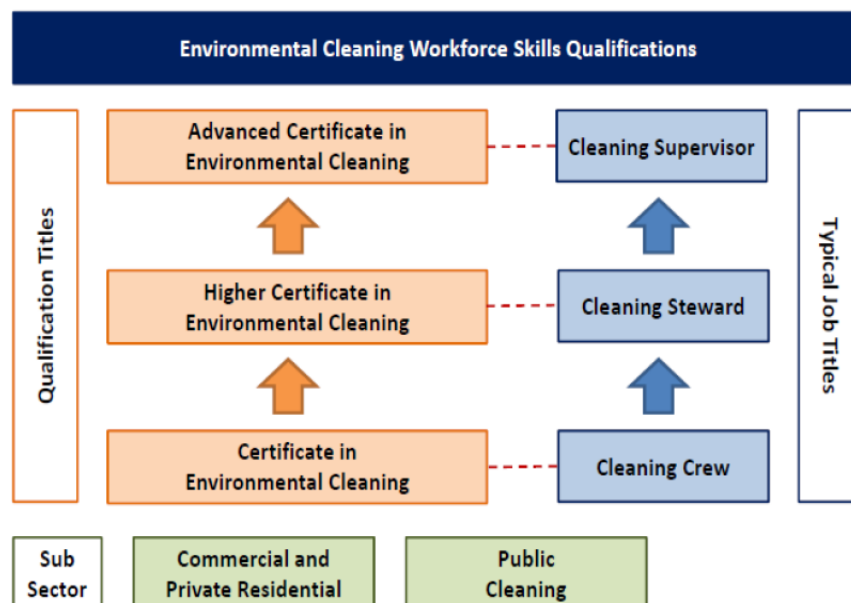 Environmental Cleaning Workforce Skills Qualifications
Qualification Titles
Advanced Certificate in
Environmental Cleaning
Cleaning Supervisor
Typical Job Titles
Higher Certificate in
Environmental Cleaning
Cleaning Steward
Certificate in
Environmental Cleaning
Cleaning Crew
Sub
Sector
Commercial and
Private Residential
Public
Cleaning